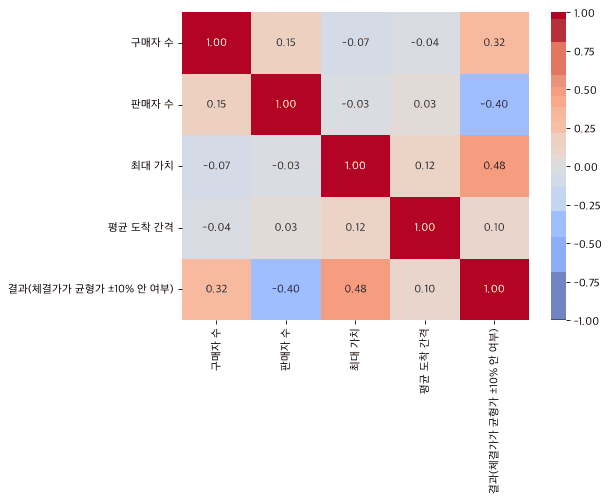 구매자 수 1.00 0.15 -0.07 -0.04 0.32
판매자 수 0.15 1.00 -0.03 0.03 -0.40
최대 가치 -0.07 -0.03 1.00 0.12 0.48
평균 도착 간격 -0.04 0.03 0.12 1.00 0.10
결과(체결가가 균형가 ±10% 안 여부) 0.32 -0.40 0.48 0.10 1.00
구매자 수
판매자 수
최대 가치
평균 도착 간격
결과(체결가가 균형가 ±10% 안 여부)
1.00
0.75
0.50
0.25
0.00
-0.25
-0.50
-0.75
-1.00